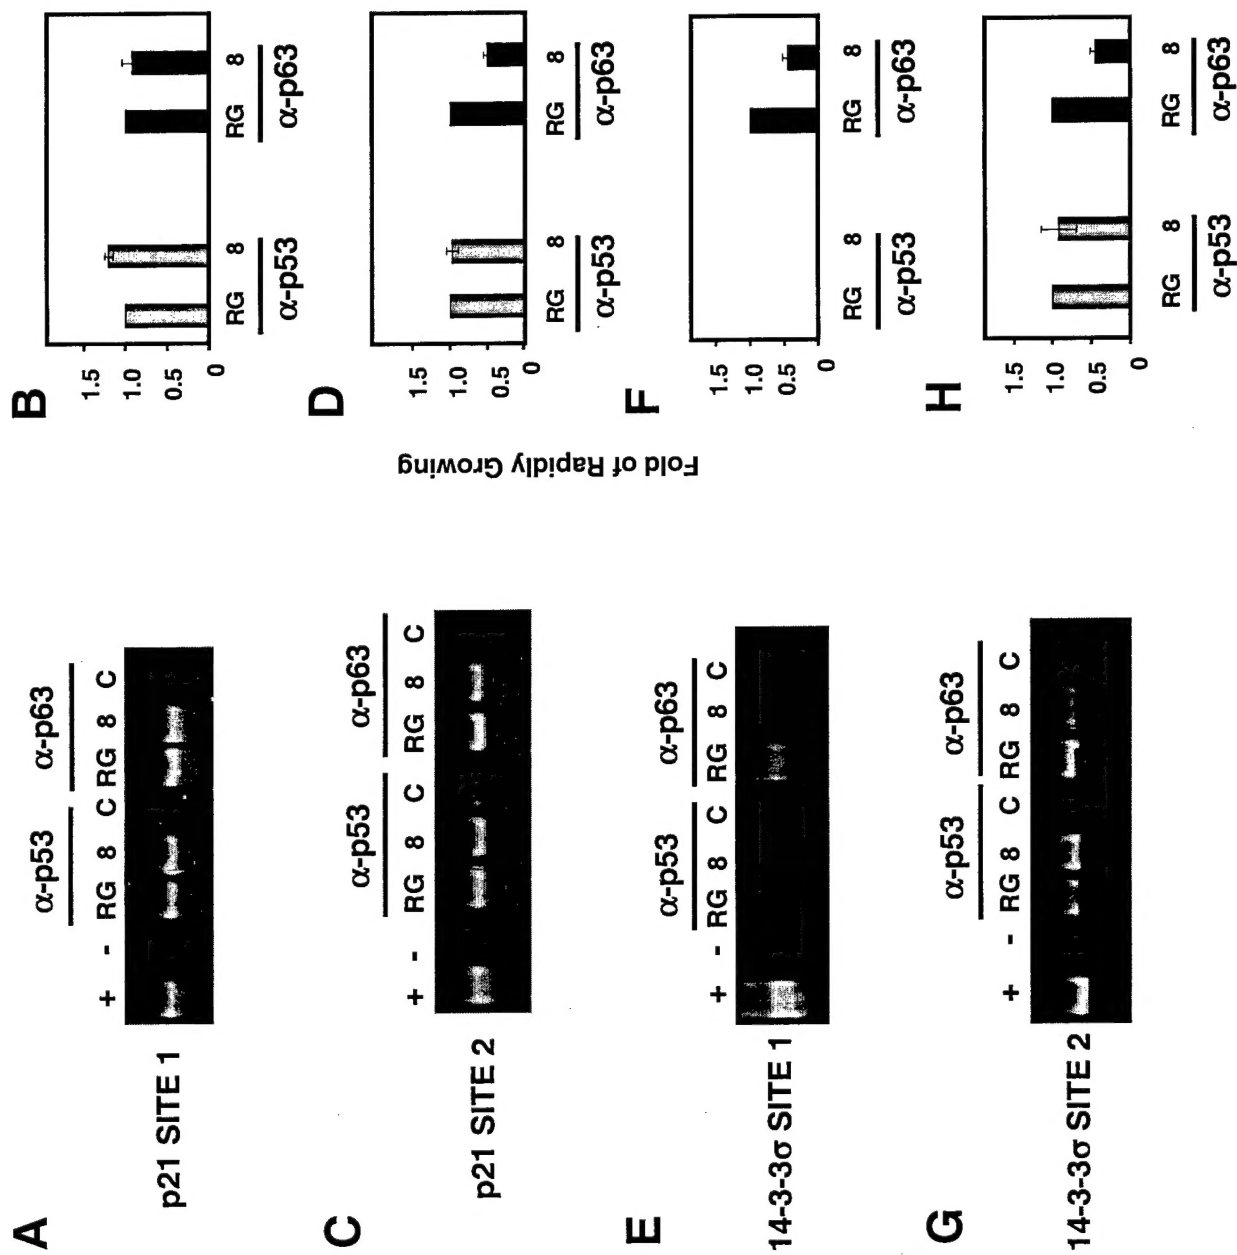 A
α-p53 α-p63
+ - RG 8 C RG 8 C
p21 SITE 1
B
1.5
1.0
0.5
0
RG 8 RG 8
α-p53 α-p63
C
α-p53 α-p63
+ - RG 8 C RG 8 C
p21 SITE 2
D
1.5
1.0
0.5
0
RG 8 RG 8
α-p53 α-p63
Fold of Rapidly Growing
E
α-p53 α-p63
+ - RG 8 C RG 8 C
14-3-3σ SITE 1
F
1.5
1.0
0.5
0
RG 8 RG 8
α-p53 α-p63
G
α-p53 α-p63
+ - RG 8 C RG 8 C
14-3-3σ SITE 2
H
1.5
1.0
0.5
0
RG 8 RG 8
α-p53 α-p63